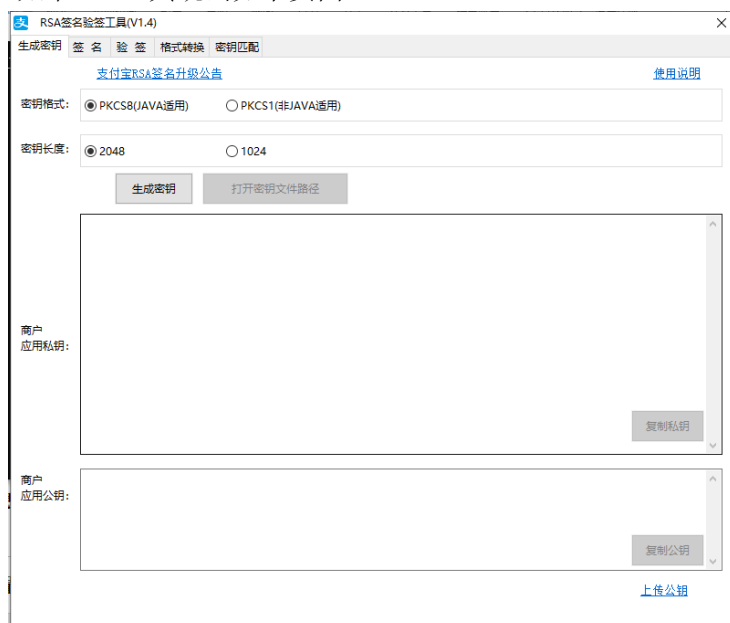 RSA签名验签工具(V1.4)
生成密钥 签 名 验 签 格式转换 密钥匹配
支付宝RSA签名升级公告 使用说明
密钥格式: PKCS8(JAVA适用) PKCS1(非JAVA适用)
密钥长度: 2048 1024
生成密钥 打开密钥文件路径
商户
应用私钥:
复制私钥
商户
应用公钥:
复制公钥
上传公钥